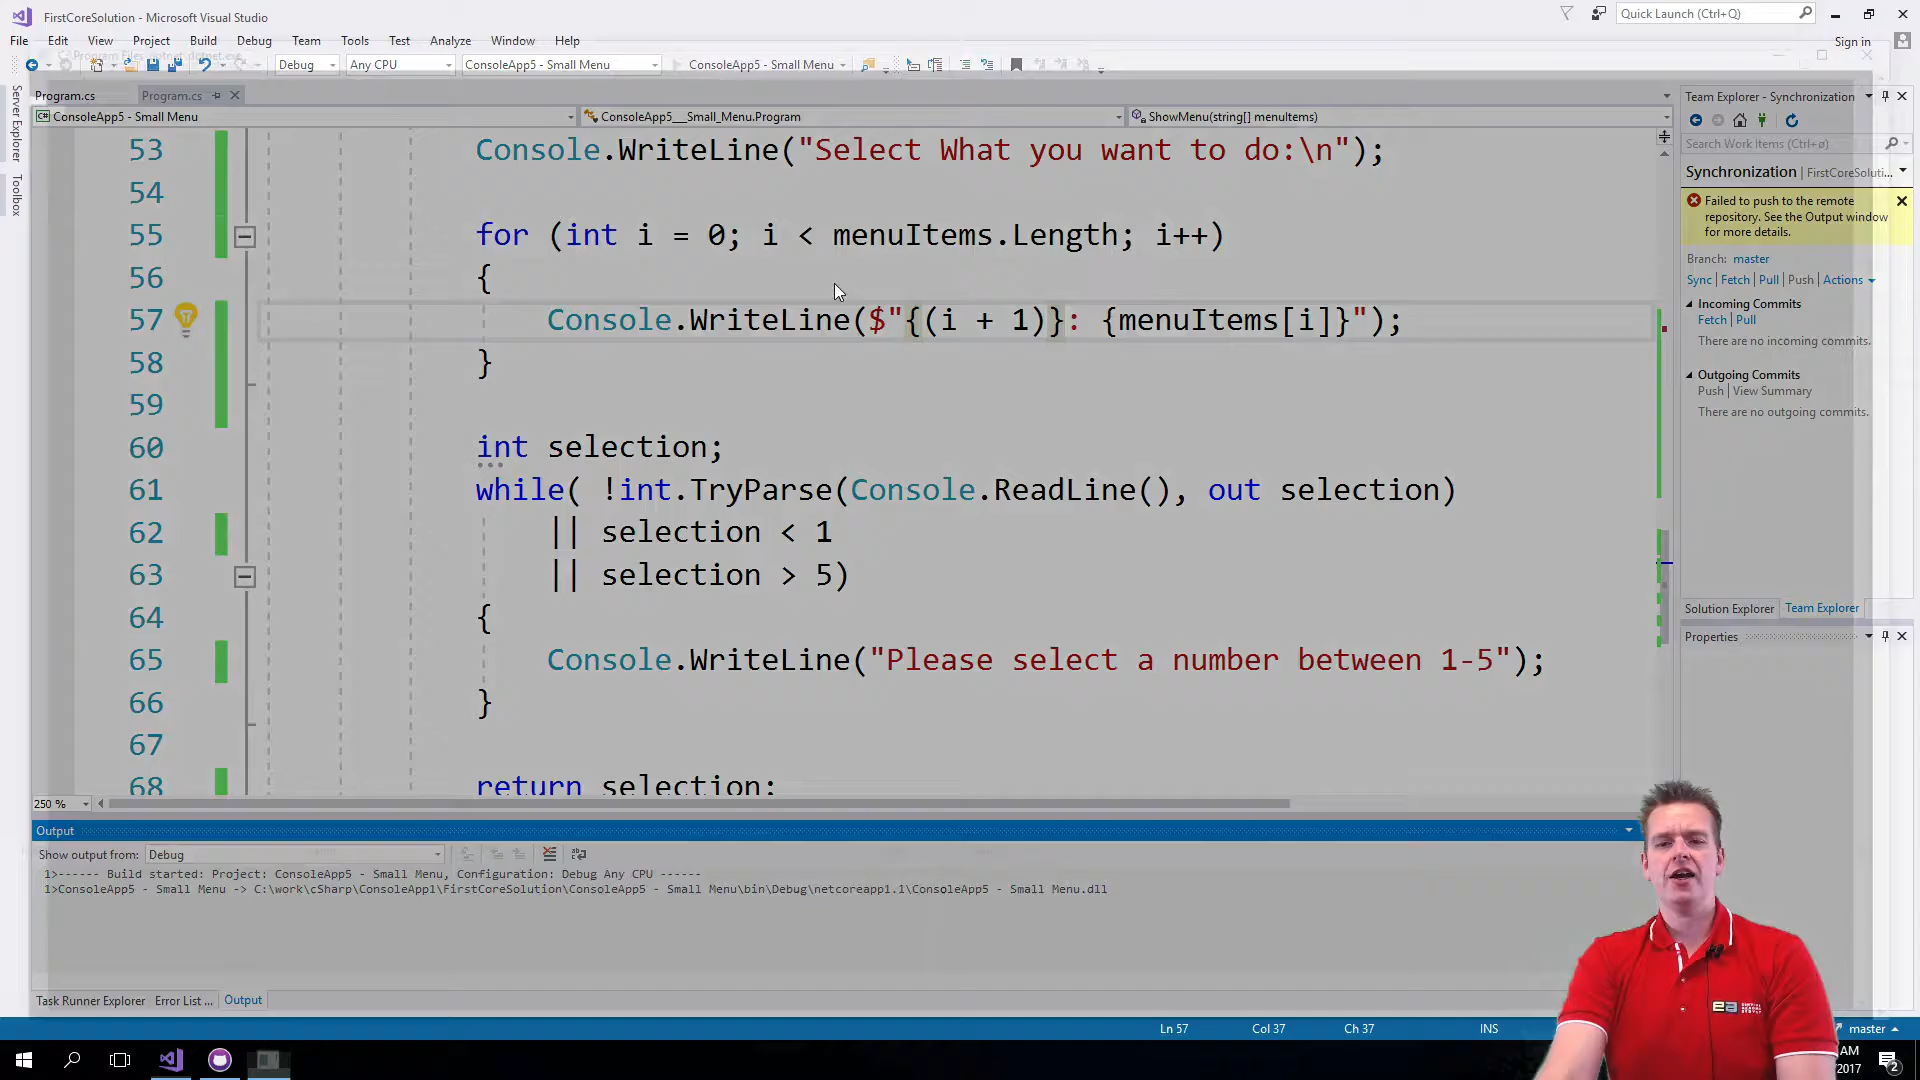 FirstCoreSolution - Microsoft Visual Studio
Quick Launch (Ctrl+Q)
File Edit View Project Build Debug Team Tools Test Analyze Window Help
Sign in
Debug Any CPU ConsoleApp5 - Small Menu ConsoleApp5 - Small Menu
Server Explorer
Toolbox
Program.cs Program.cs
ConsoleApp5 - Small Menu ConsoleApp5__Small_Menu.Program ShowMenu(string[] menuItems)
53 Console.WriteLine("Select What you want to do:\n");
54
55 for (int i = 0; i < menuItems.Length; i++)
56 {
57 Console.WriteLine($"{(i + 1)}: {menuItems[i]}");
58 }
59
60 int selection;
61 while( !int.TryParse(Console.ReadLine(), out selection)
62 || selection < 1
63 || selection > 5)
64 {
65 Console.WriteLine("Please select a number between 1-5");
66 }
67
68 return selection;
250 %
Team Explorer - Synchronization
Search Work Items (Ctrl+ø)
Synchronization | FirstCoreSoluti...
Failed to push to the remote
repository. See the Output window
for more details.
Branch: master
Sync | Fetch | Pull | Push | Actions
Incoming Commits
Fetch | Pull
There are no incoming commits.
Outgoing Commits
Push | View Summary
There are no outgoing commits.
Solution Explorer Team Explorer
Properties
Output
Show output from: Debug
1>------ Build started: Project: ConsoleApp5 - Small Menu, Configuration: Debug Any CPU ------
1>ConsoleApp5 - Small Menu -> C:\work\cSharp\ConsoleApp1\FirstCoreSolution\ConsoleApp5 - Small Menu\bin\Debug\netcoreapp1.1\ConsoleApp5 - Small Menu.dll
Task Runner Explorer Error List ... Output
Ln 57 Col 37 Ch 37 INS master
AM
2017
2